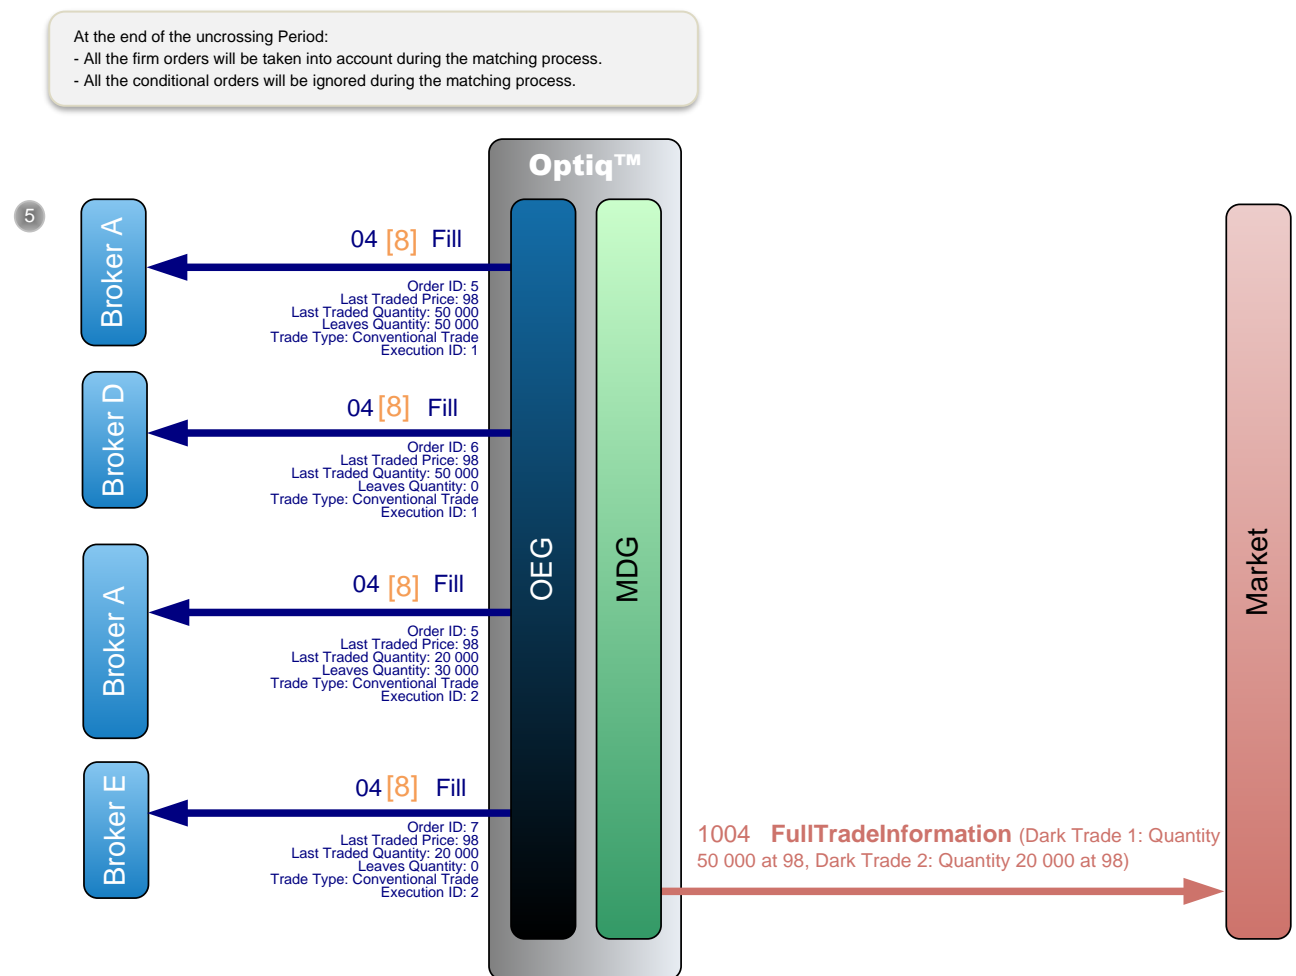 At the end of the uncrossing Period:
- All the firm orders will be taken into account during the matching process.
- All the conditional orders will be ignored during the matching process.
Optiq™
5
Broker A
04 [8] Fill
Order ID: 5
Last Traded Price: 98
Last Traded Quantity: 50 000
Leaves Quantity: 50 000
Trade Type: Conventional Trade
Execution ID: 1
Broker D
04 [8] Fill
Order ID: 6
Last Traded Price: 98
Last Traded Quantity: 50 000
Leaves Quantity: 0
Trade Type: Conventional Trade
Execution ID: 1
Broker A
04 [8] Fill
Order ID: 5
Last Traded Price: 98
Last Traded Quantity: 20 000
Leaves Quantity: 30 000
Trade Type: Conventional Trade
Execution ID: 2
Broker E
04 [8] Fill
Order ID: 7
Last Traded Price: 98
Last Traded Quantity: 20 000
Leaves Quantity: 0
Trade Type: Conventional Trade
Execution ID: 2
OEG
MDG
1004 FullTradeInformation (Dark Trade 1: Quantity
50 000 at 98, Dark Trade 2: Quantity 20 000 at 98)
Market